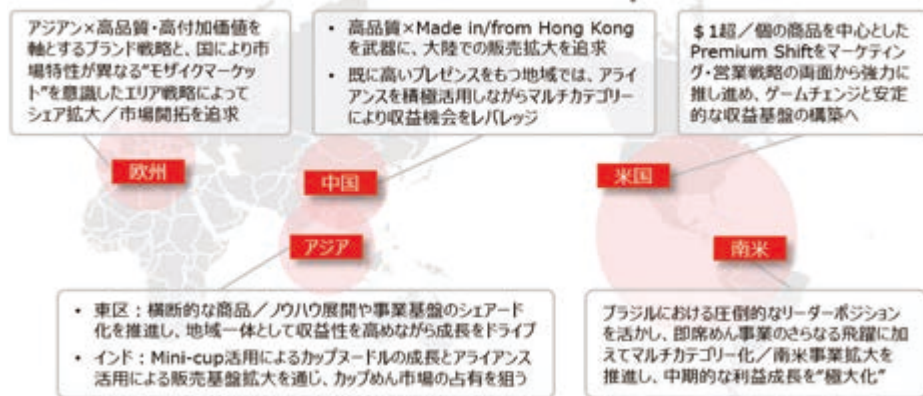 アジアン×高品質・高付加価値を
軸とするブランド戦略と、国により市
場特性が異なる"モザイクマーケッ
ト"を意識したエリア戦略によって
シェア拡大／市場開拓を追求
• 高品質×Made in/from Hong Kong
を武器に、大陸での販売拡大を追求
• 既に高いプレゼンスをもつ地域では、アライ
アンスを積極活用しながらマルチカテゴリー
により収益機会をレバレッジ
＄1超／個の商品を中心とした
Premium Shiftをマーケティ
ング・営業戦略の両面から強力に
推し進め、ゲームチェンジと安定
的な収益基盤の構築へ
欧州
中国
米国
アジア
南米
• 東区：横断的な商品／ノウハウ展開や事業基盤のシェアード
化を推進し、地域一体として収益性を高めながら成長をドライブ
• インド：Mini-cup活用によるカップヌードルの成長とアライアンス
活用による販売基盤拡大を通じ、カップめん市場の占有を狙う
ブラジルにおける圧倒的なリーダーポジション
を活かし、即席めん事業のさらなる飛躍に加
えてマルチカテゴリー化／南米事業拡大を
推進し、中期的な利益成長を"極大化"